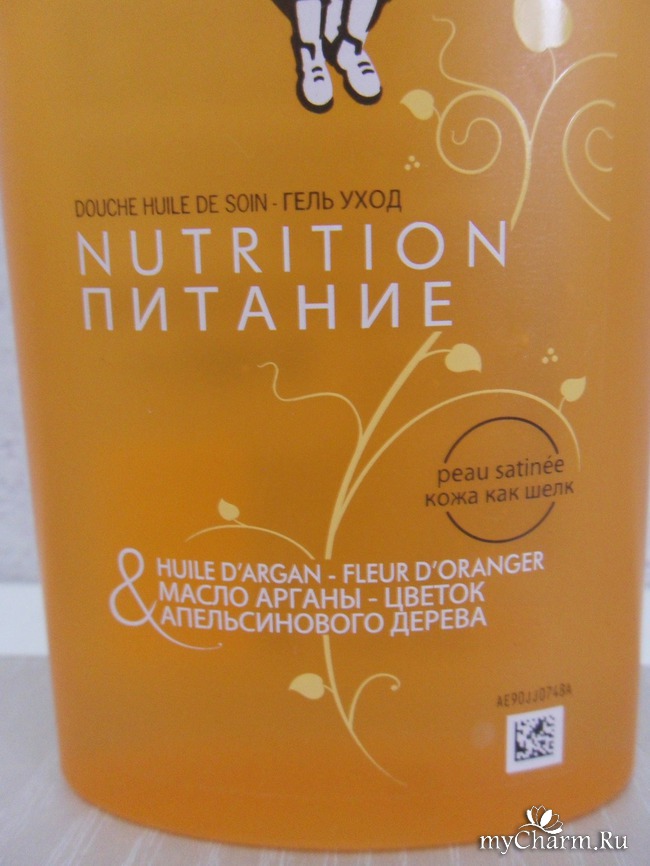 DOUCHE HUILE DE SOIN - ГЕЛЬ УХОД
NUTRITION
ПИТАНИЕ
peau satinée
кожа как шелк
&
HUILE D'ARGAN - FLEUR D'ORANGER
МАСЛО АРГАНЫ - ЦВЕТОК
АПЕЛЬСИНОВОГО ДЕРЕВА
AE90JJ0748A
myCharm.Ru